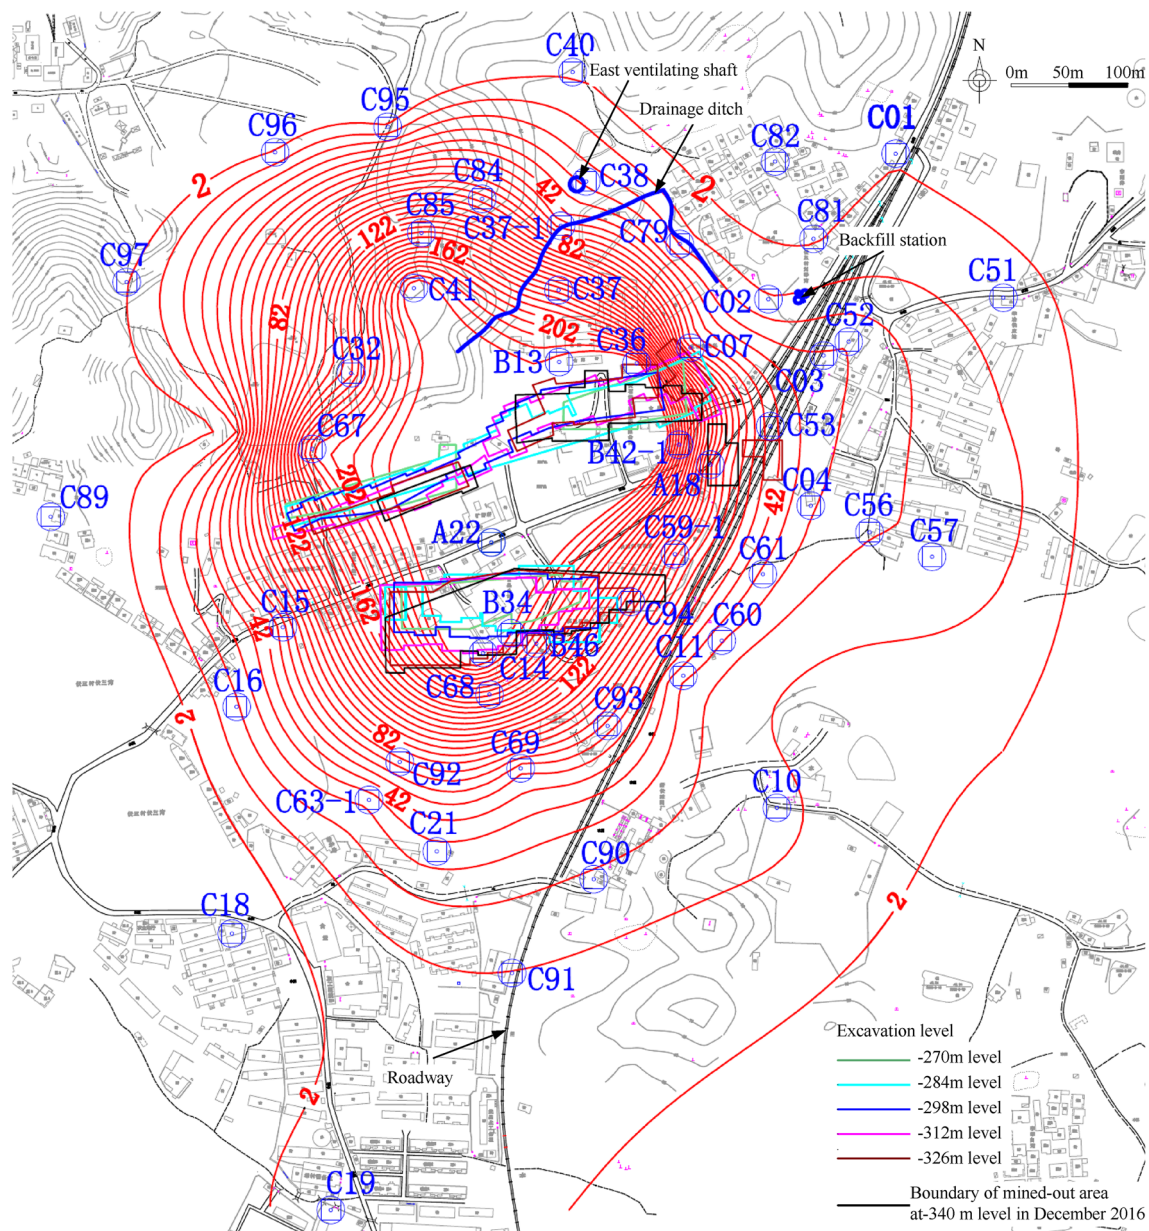 C40
East ventilating shaft
N
0m 50m 100m
Drainage ditch
C95
C96
C01
C82
2
C84
42
C38
2
C85
C37-1
122
162
82
C79
C81
Backfill station
C97
C41
C37
C02
C51
82
202
C52
C32
B13
C36
C07
C03
C67
C53
B42-1
202
A18
C89
C04
42
122
A22
C59-1
C56
C57
C61
162
C15
B34
C94
C60
42
B46
C14
C11
122
C16
C68
2
C93
82
C69
C92
C63-1
42
C10
C21
C90
2
C18
C91
Excavation level
-270m level
Roadway
-284m level
2
-298m level
-312m level
-326m level
C19
Boundary of mined-out area
at-340 m level in December 2016